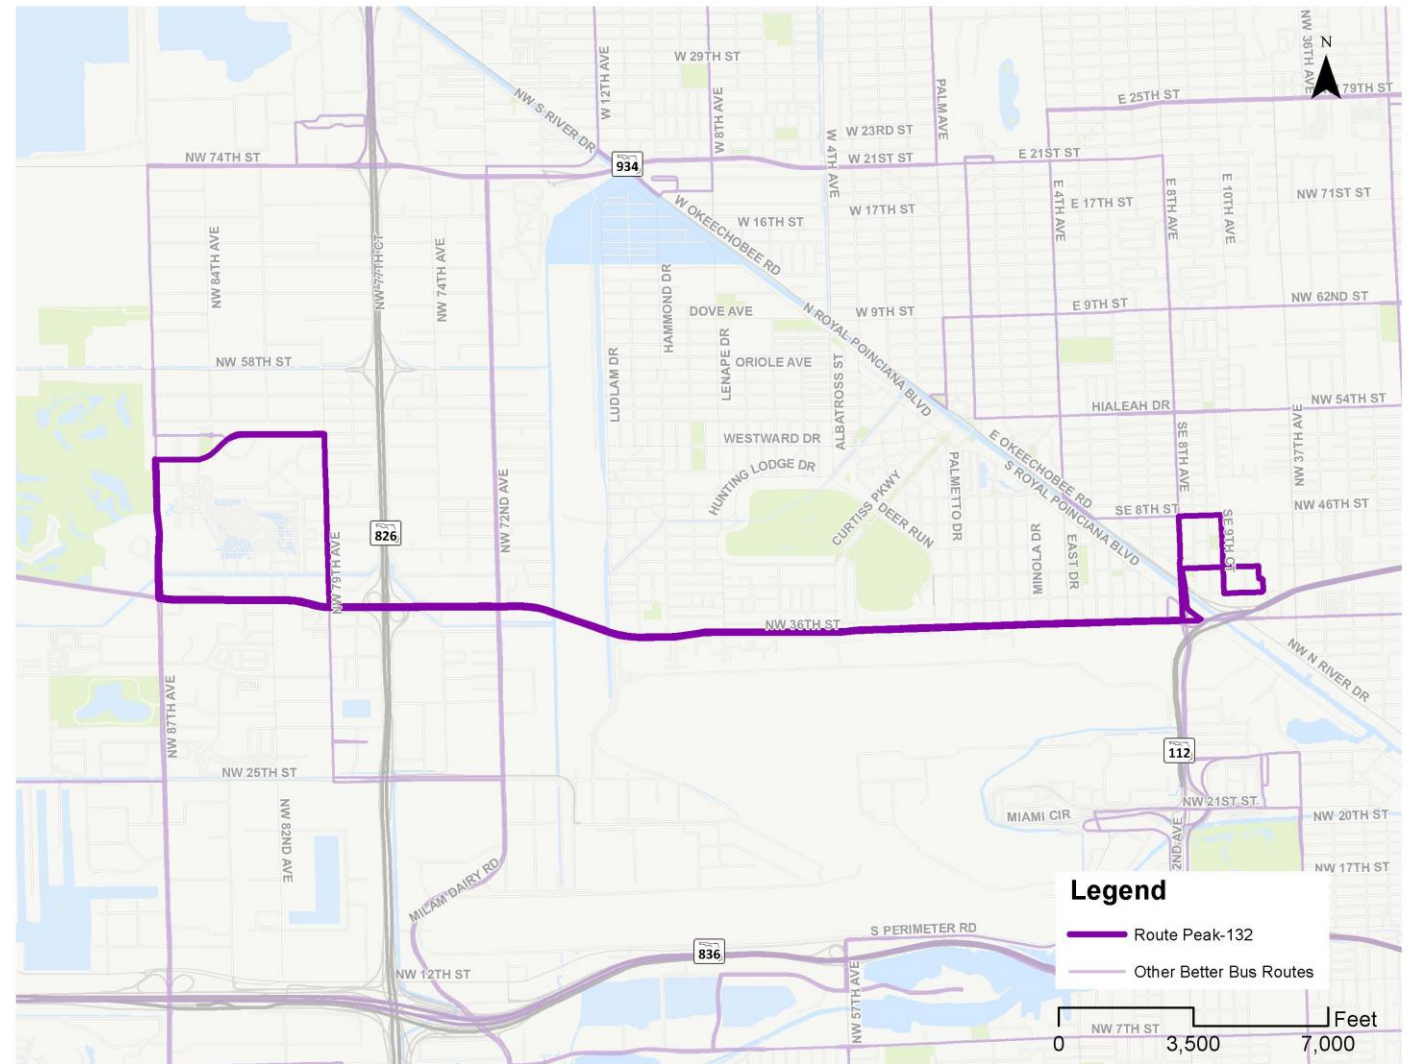 NW 36TH AVE
N
W 29TH ST
W 12TH AVE
NW S RIVER DR
W 8TH AVE
PALM AVE
E 25TH ST
79TH ST
W 23RD ST
W 4TH AVE
NW 74TH ST
934
W 21ST ST
E 21ST ST
E 4TH AVE
E 8TH AVE
E 10TH AVE
NW 71ST ST
W OKEECHOBEE RD
W 16TH ST
W 17TH ST
E 17TH ST
NW 84TH AVE
NW 77TH CT
NW 74TH AVE
HAMMOND DR
DOVE AVE
N ROYAL POINCIANA BLVD
W 9TH ST
E 9TH ST
NW 62ND ST
NW 58TH ST
LUDLAM DR
LENAPE DR
ORIOLE AVE
ALBATROSS ST
HIALEAH DR
NW 54TH ST
NW 37TH AVE
WESTWARD DR
HUNTING LODGE DR
E OKEECHOBEE RD
SE 8TH AVE
S ROYAL POINCIANA BLVD
NW 72ND AVE
CURTISS PKWY
DEER RUN
PALMETTO DR
SE 8TH ST
SE 9TH CT
NW 46TH ST
826
NW 79TH AVE
MINOLA DR
EAST DR
NW 36TH ST
NW N RIVER DR
NW 87TH AVE
112
NW 25TH ST
NW 82ND AVE
NW 21ST ST
MIAMI CIR
NW 20TH ST
2ND AVE
NW 17TH ST
MILAM DAIRY RD
Legend
S PERIMETER RD
Route Peak-132
836
NW 12TH ST
NW 57TH AVE
Other Better Bus Routes
NW 7TH ST
Feet
0 3,500 7,000